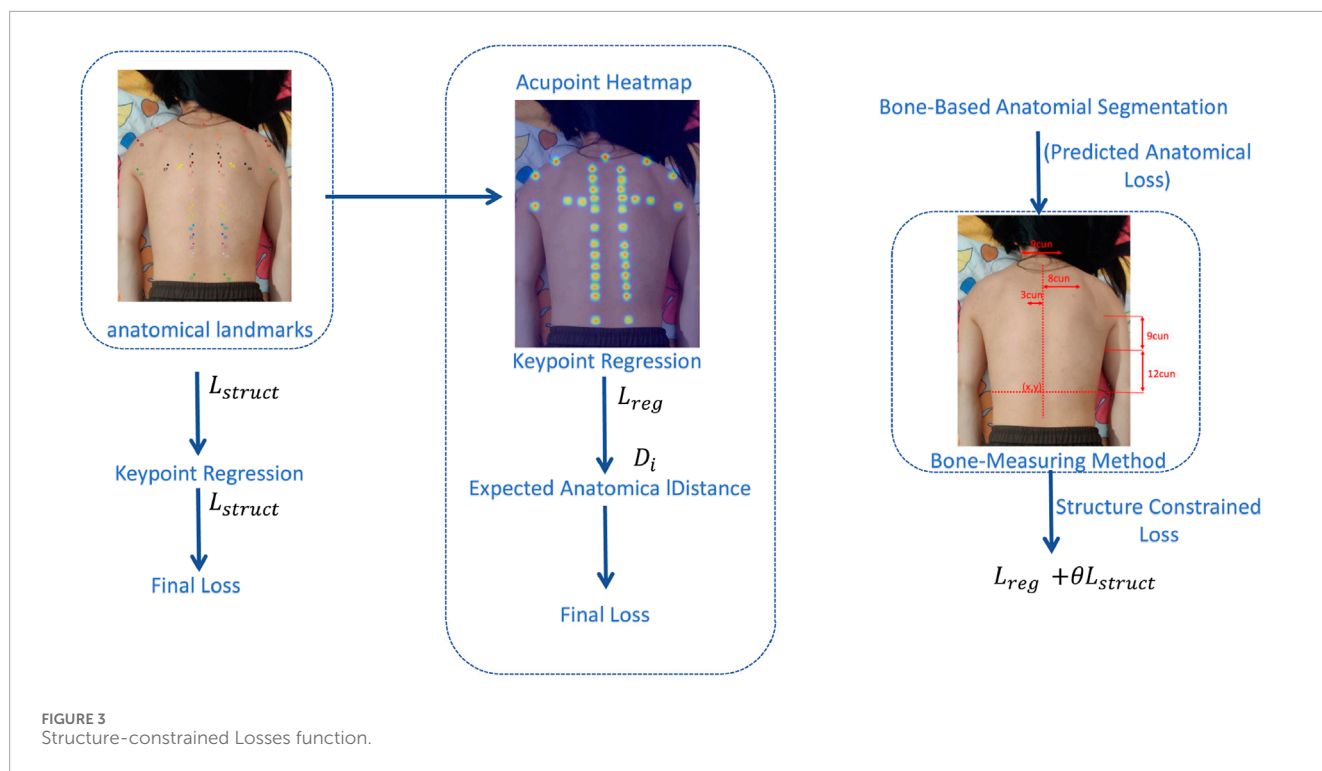 anatomical landmarks
L_struct
Keypoint Regression
L_struct
Final Loss
Acupoint Heatmap
Keypoint Regression
L_reg
D_i
Expected Anatomica lDistance
Final Loss
Bone-Based Anatomial Segmentation
(Predicted Anatomical
Loss)
9cun
8cun
3cun
9cun
12cun
(x,y)
Bone-Measuring Method
Structure Constrained
Loss
L_reg +θL_struct
FIGURE 3
Structure-constrained Losses function.